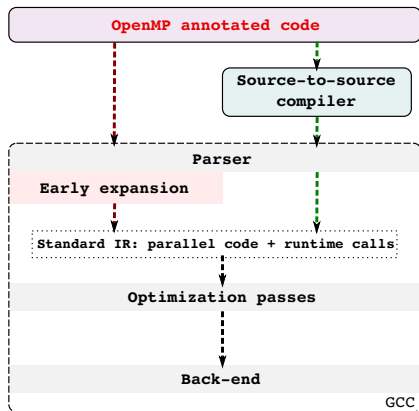 OpenMP annotated code
Source-to-source
compiler
Parser
Early expansion
Standard IR: parallel code + runtime calls
Optimization passes
Back-end
GCC